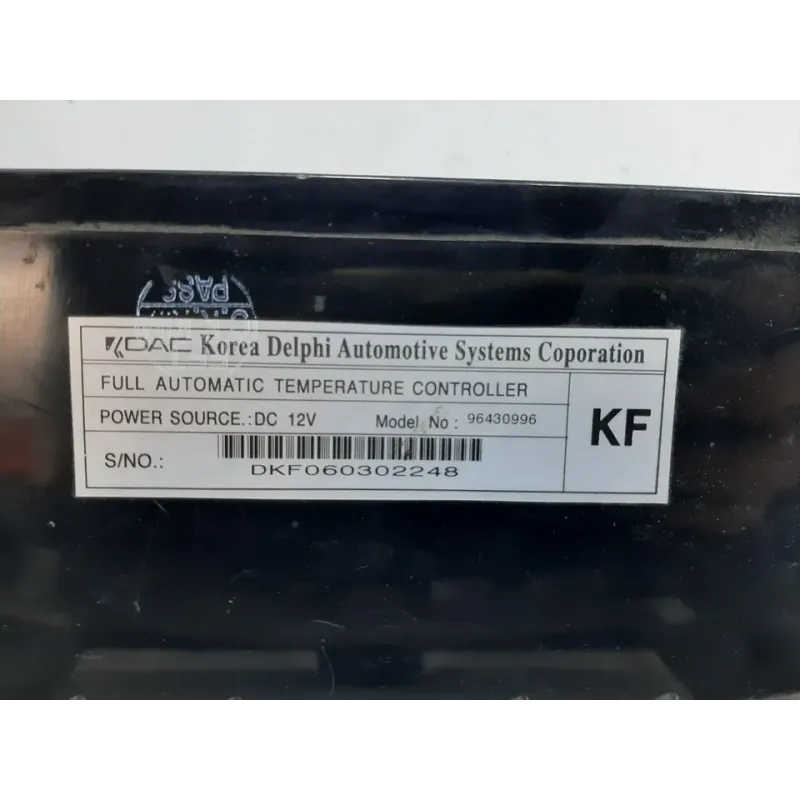 PASS
KDAC Korea Delphi Automotive Systems Coporation
FULL AUTOMATIC TEMPERATURE CONTROLLER
POWER SOURCE.:DC 12V Model No : 96430996
KF
S/NO.:
DKF060302248